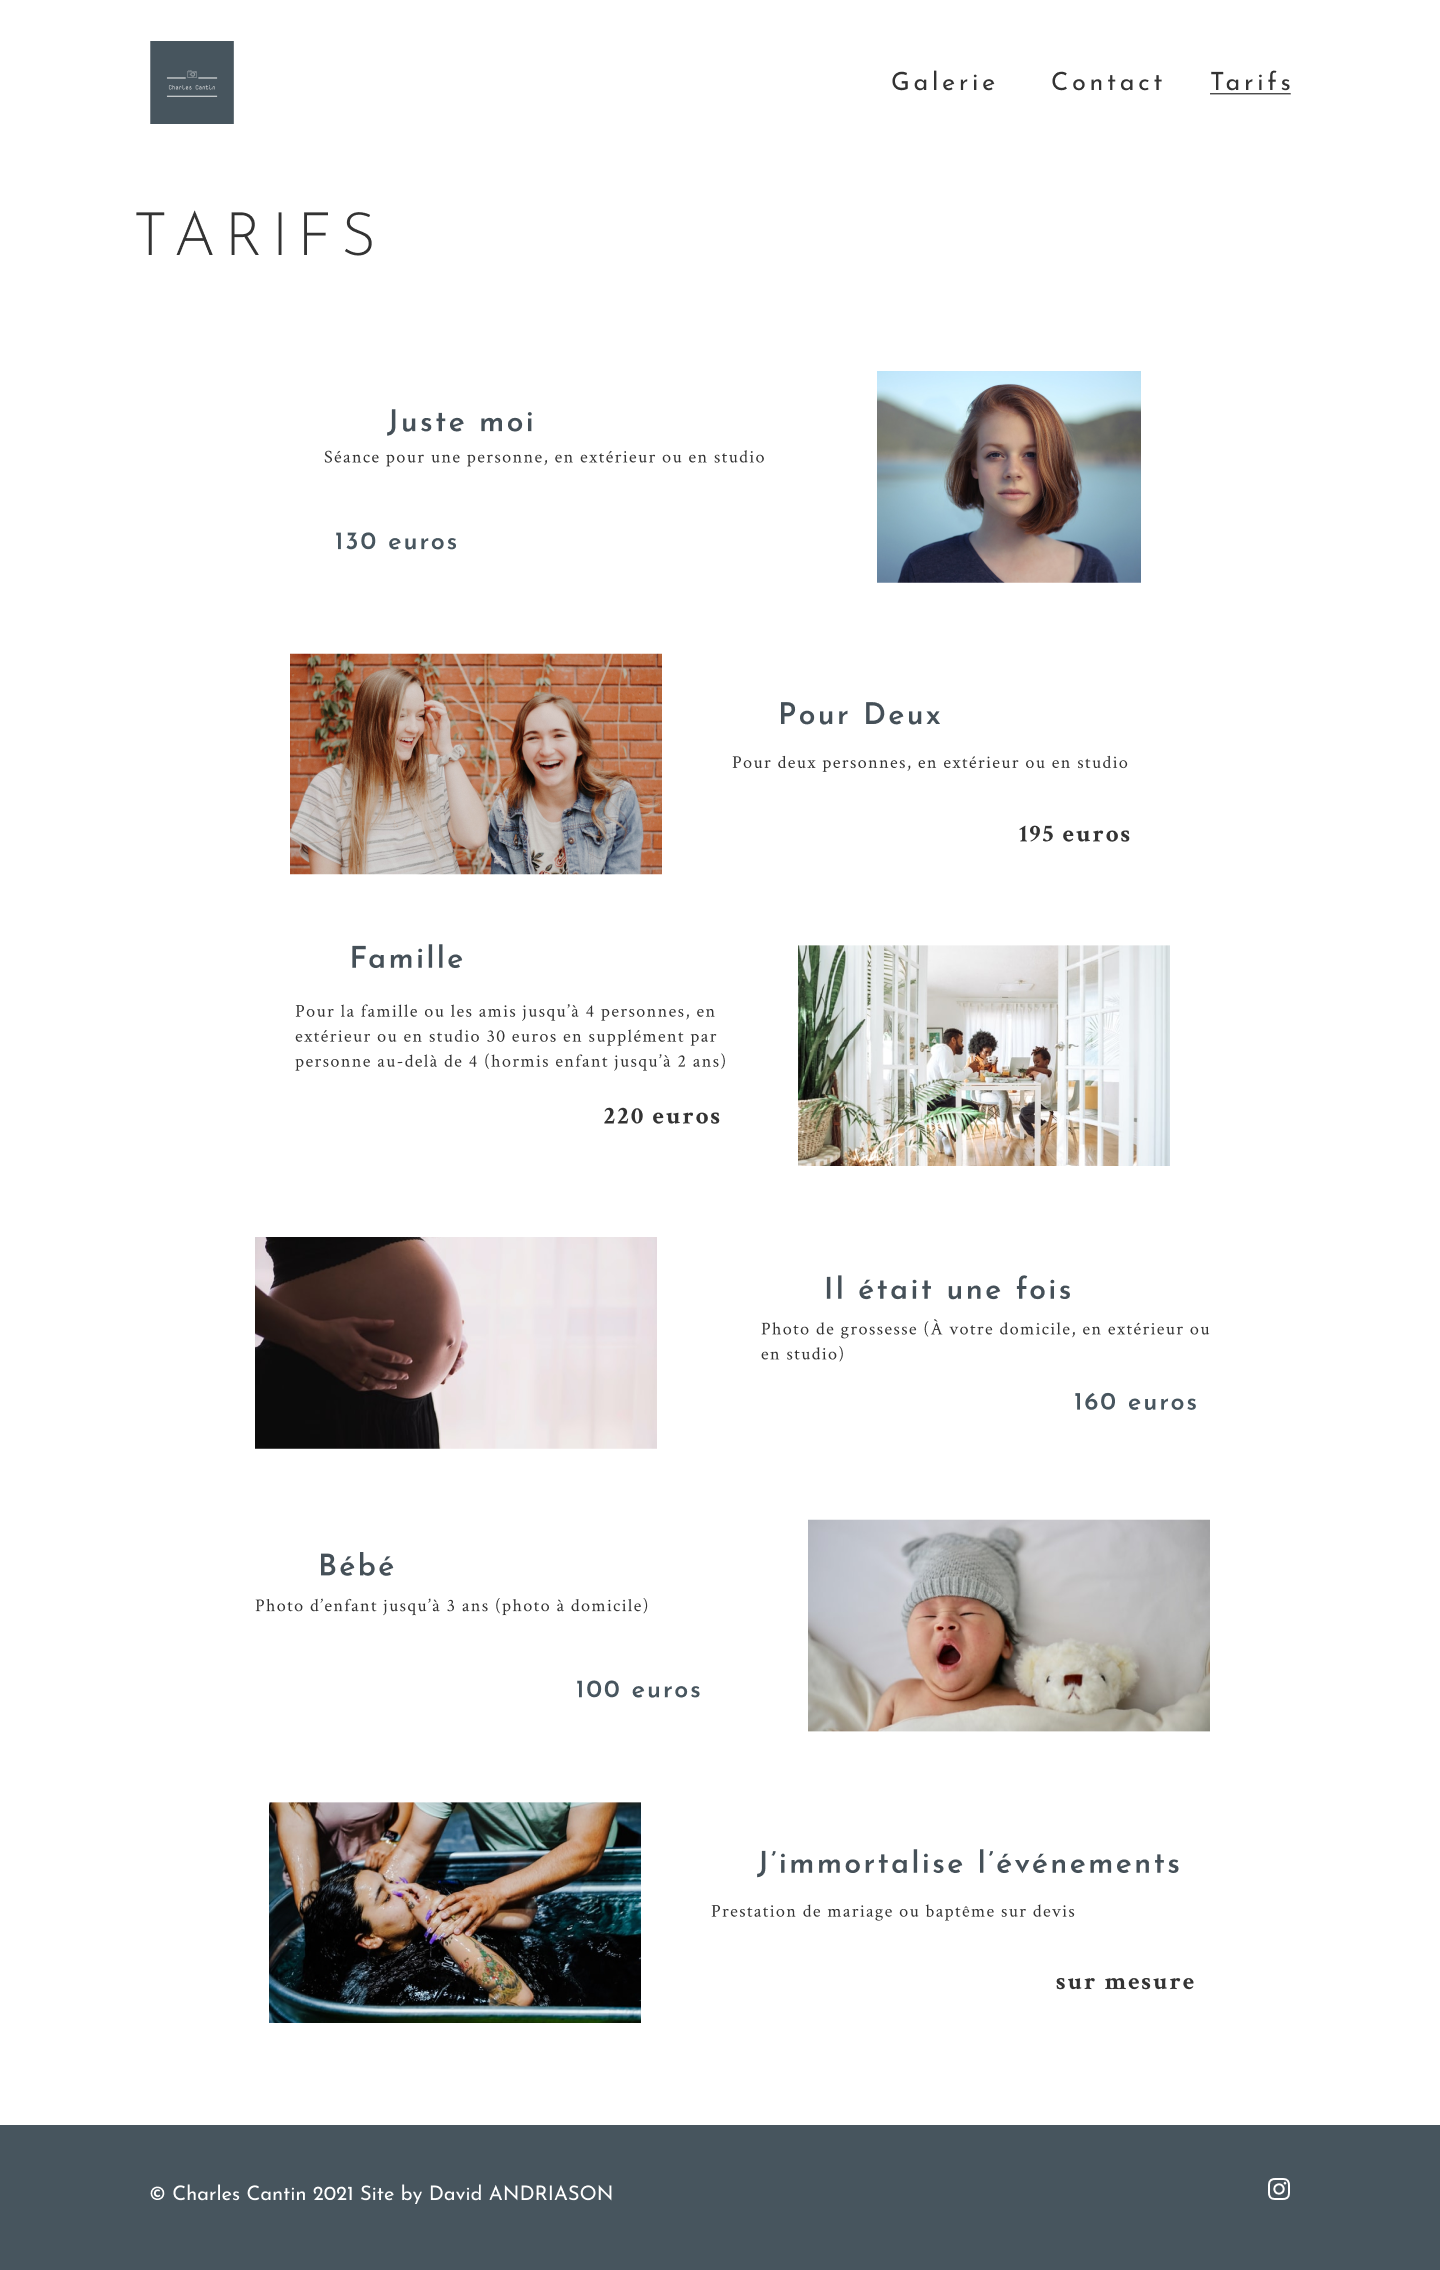 Charles Cantin
Galerie Contact Tarifs
TARIFS
Juste moi
Séance pour une personne, en extérieur ou en studio
130 euros
Pour Deux
Pour deux personnes, en extérieur ou en studio
195 euros
Famille
Pour la famille ou les amis jusqu’à 4 personnes, en
extérieur ou en studio 30 euros en supplément par
personne au-delà de 4 (hormis enfant jusqu’à 2 ans)
220 euros
Il était une fois
Photo de grossesse (À votre domicile, en extérieur ou
en studio)
160 euros
Bébé
Photo d’enfant jusqu’à 3 ans (photo à domicile)
100 euros
J’immortalise l’événements
Prestation de mariage ou baptême sur devis
sur mesure
© Charles Cantin 2021 Site by David ANDRIASON